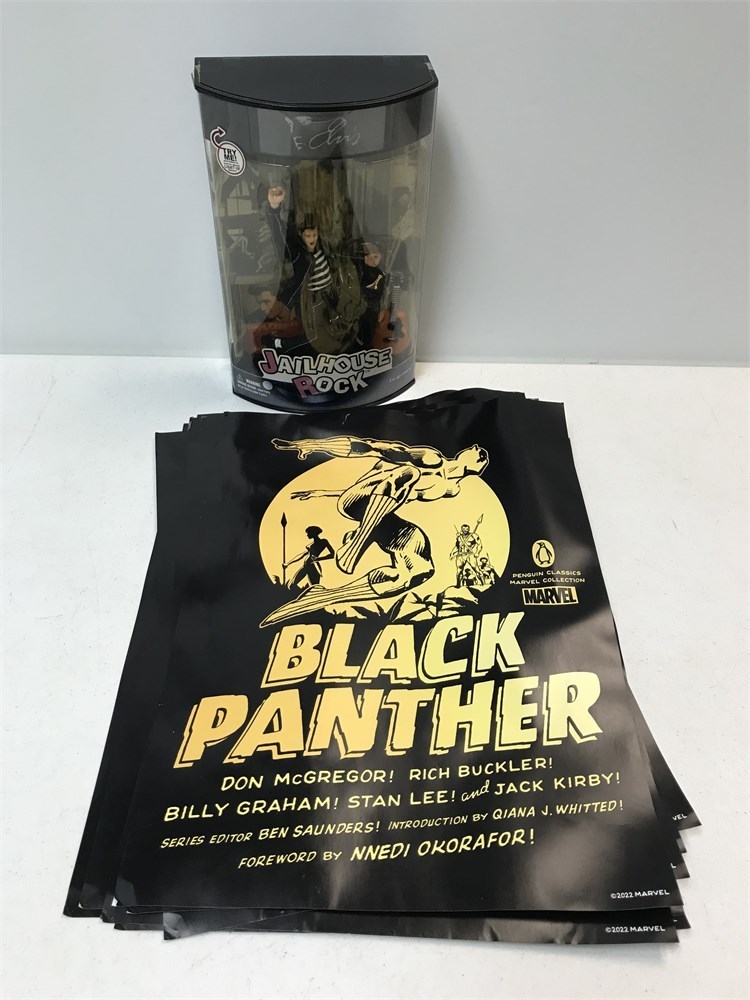 Elvis
TRY
ME!
JAILHOUSE
ROCK
WARNING
PENGUIN CLASSICS
MARVEL COLLECTION
MARVEL
BLACK
PANTHER
DON McGREGOR! RICH BUCKLER!
BILLY GRAHAM! STAN LEE! and JACK KIRBY!
SERIES EDITOR BEN SAUNDERS! INTRODUCTION BY QIANA J. WHITTED!
FOREWORD BY NNEDI OKORAFOR!
©2022 MARVEL
©2022 MARVEL